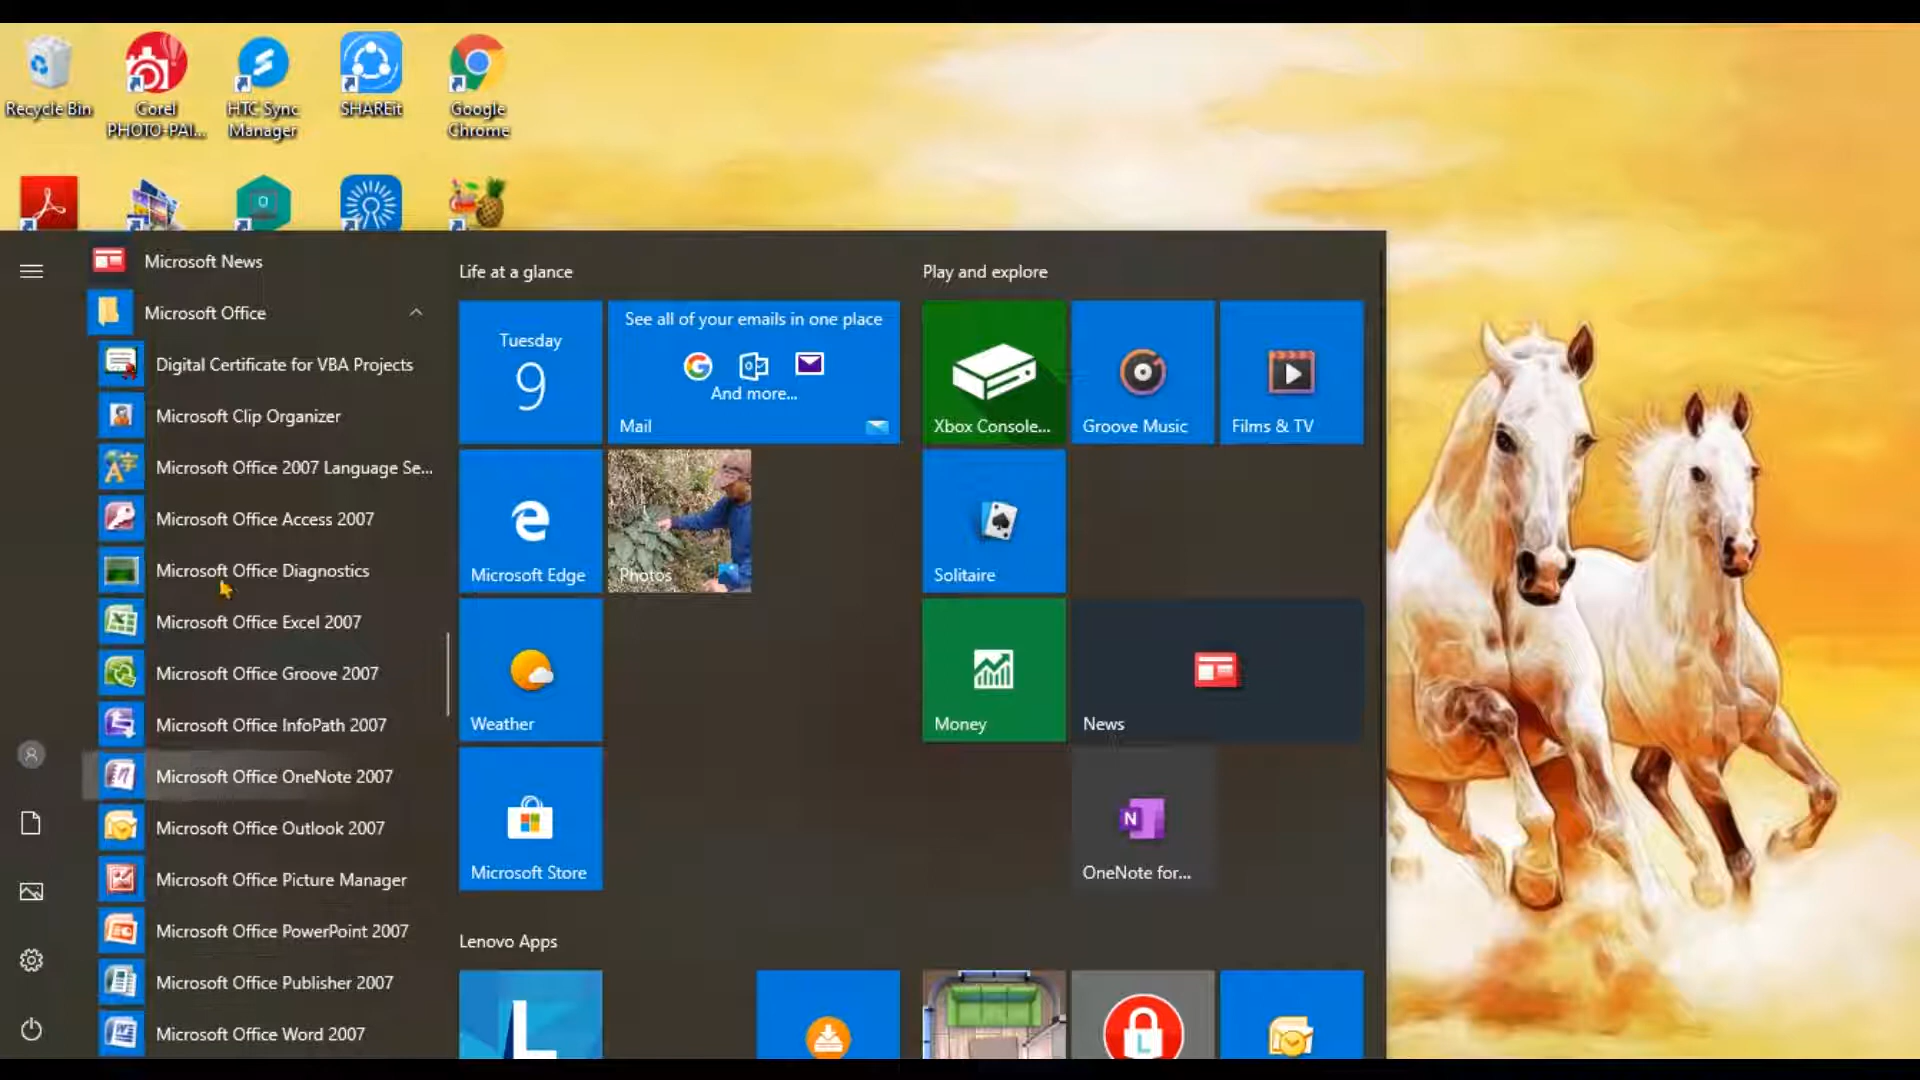 Recycle Bin
Corel
PHOTO-PAI...
HTC Sync
Manager
SHAREit
Google
Chrome
Microsoft News
Microsoft Office
Digital Certificate for VBA Projects
Microsoft Clip Organizer
Microsoft Office 2007 Language Se...
Microsoft Office Access 2007
Microsoft Office Diagnostics
Microsoft Office Excel 2007
Microsoft Office Groove 2007
Microsoft Office InfoPath 2007
Microsoft Office OneNote 2007
Microsoft Office Outlook 2007
Microsoft Office Picture Manager
Microsoft Office PowerPoint 2007
Microsoft Office Publisher 2007
Microsoft Office Word 2007
Life at a glance
Tuesday
9
See all of your emails in one place
And more...
Mail
Microsoft Edge
Photos
Weather
Microsoft Store
Lenovo Apps
Play and explore
Xbox Console...
Groove Music
Films & TV
Solitaire
Money
News
OneNote for...